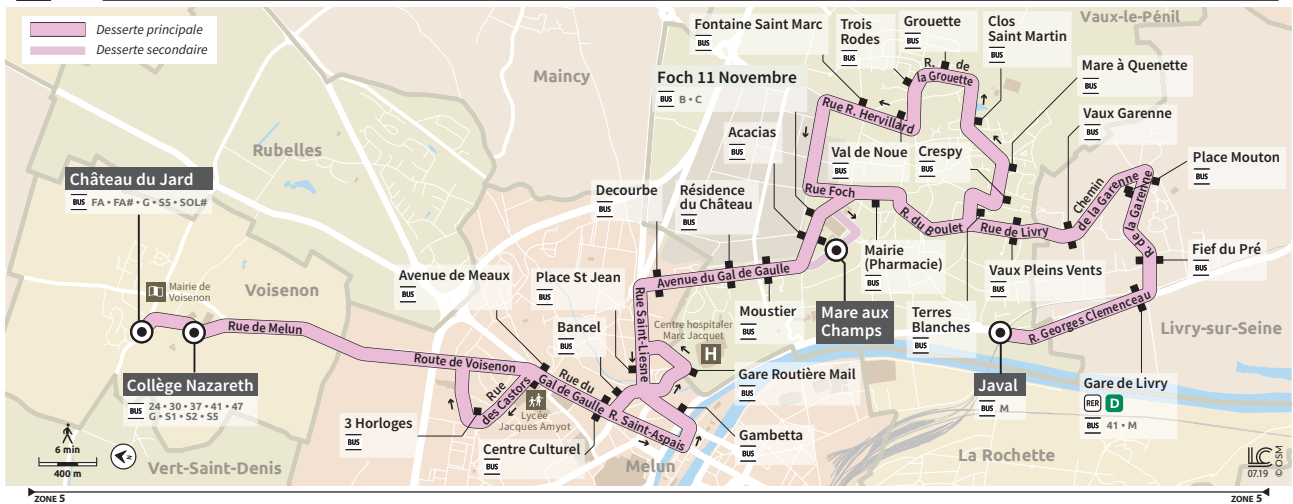 Desserte principale
Desserte secondaire
Vaux-le-Pénil
Maincy
Rubelles
Voisenon
Vert-Saint-Denis
Melun
La Rochette
Livry-sur-Seine
Château du Jard
BUS FA • FA# • G • S5 • SOL#
Mairie de
Voisenon
Collège Nazareth
BUS 24 • 30 • 37 • 41 • 47
G • S1 • S2 • S5
Rue de Melun
Route de Voisenon
Avenue de Meaux
BUS
3 Horloges
BUS
Rue
des Castors
Lycée
Jacques Amyot
Centre Culturel
BUS
Rue du
Gal de Gaulle
R. Saint-Aspais
Place St Jean
BUS
Bancel
BUS
Decourbe
BUS
Rue Saint-Liesne
Centre hospitaler
Marc Jacquet
H
Gare Routière Mail
BUS
Gambetta
BUS
Résidence
du Château
BUS
Avenue du Gal de Gaulle
Moustier
BUS
Acacias
BUS
Foch 11 Novembre
BUS B • C
Fontaine Saint Marc
BUS
Trois
Rodes
BUS
Grouette
BUS
Clos
Saint Martin
BUS
R. de
la Grouette
Rue R. Hervillard
Val de Noue
BUS
Crespy
BUS
Rue Foch
Mairie
(Pharmacie)
BUS
Mare aux
Champs
R. du Boulet
Terres
Blanches
BUS
Rue de Livry
Vaux Pleins Vents
BUS
Mare à Quenette
BUS
Vaux Garenne
BUS
Chemin
de la Garenne
Place Mouton
BUS
R. de
la Garenne
Fief du Pré
BUS
R. Georges Clemenceau
Gare de Livry
RER D
BUS 41 • M
Javal
BUS M
6 min
400 m
N
LC
07.19
© OSM
ZONE 5
ZONE 5